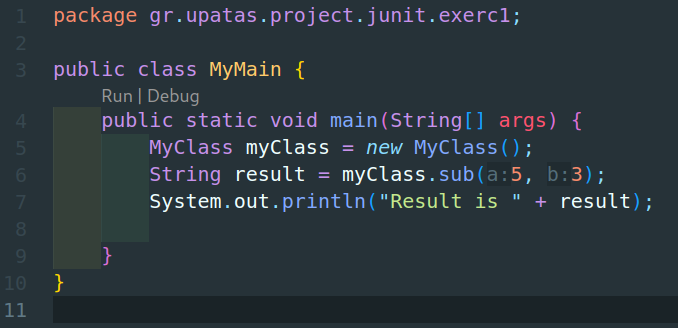 1 package gr.upatas.project.junit.exerc1;
2
3 public class MyMain {
Run | Debug
4 public static void main(String[] args) {
5 MyClass myClass = new MyClass();
6 String result = myClass.sub(a:5, b:3);
7 System.out.println("Result is " + result);
8
9 }
10 }
11